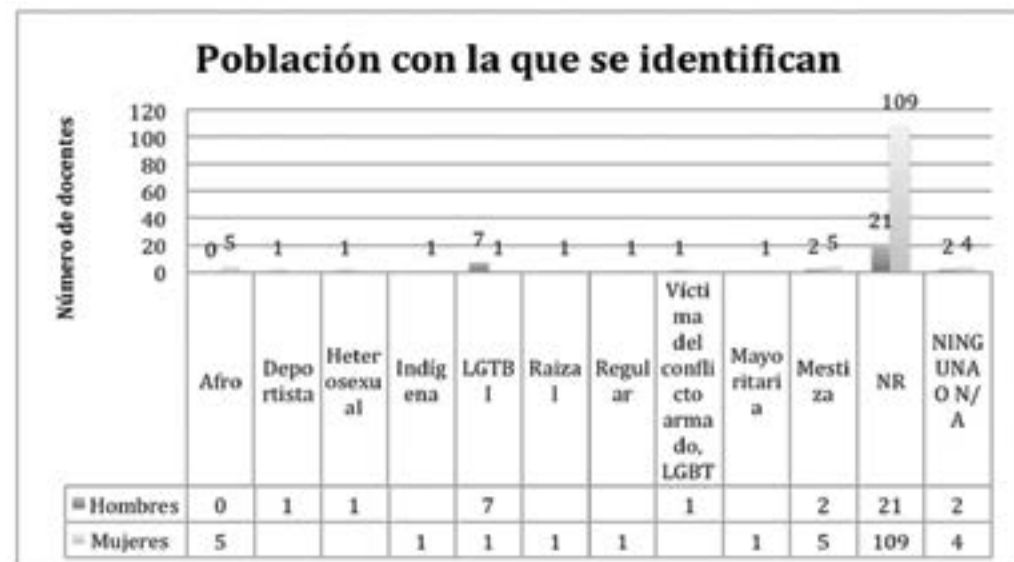 Población con la que se identifican
Número de docentes
120
100
80
60
40
20
0
0 5 1 1 1 7 1 1 1 1 1 2 5 21 109 2 4
Afro
Depo
rtista
Heter
osexu
al
Indíg
ena
LGTB
I
Raiza
l
Regul
ar
Vícti
ma
del
confli
cto
arma
do,
LGBT
Mayo
ritari
a
Mesti
za
NR
NING
UNA
O N/
A
Hombres 0 1 1 7 1 2 21 2
Mujeres 5 1 1 1 1 1 5 109 4